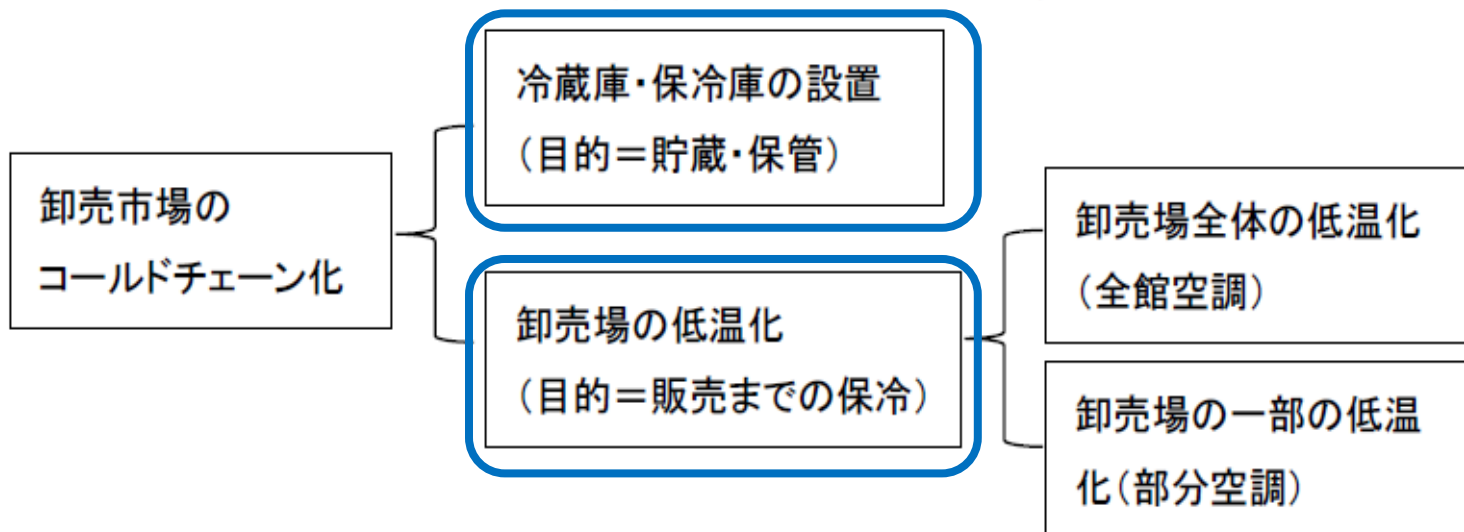 卸売市場の
コールドチェーン化
冷蔵庫・保冷庫の設置
（目的＝貯蔵・保管）
卸売場の低温化
（目的＝販売までの保冷）
卸売場全体の低温化
（全館空調）
卸売場の一部の低温
化（部分空調）